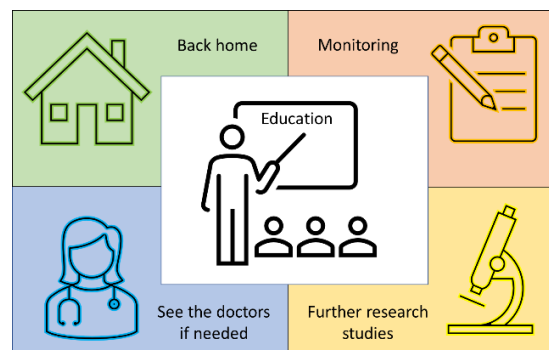 Back home
Monitoring
Education
See the doctors
if needed
Further research
studies